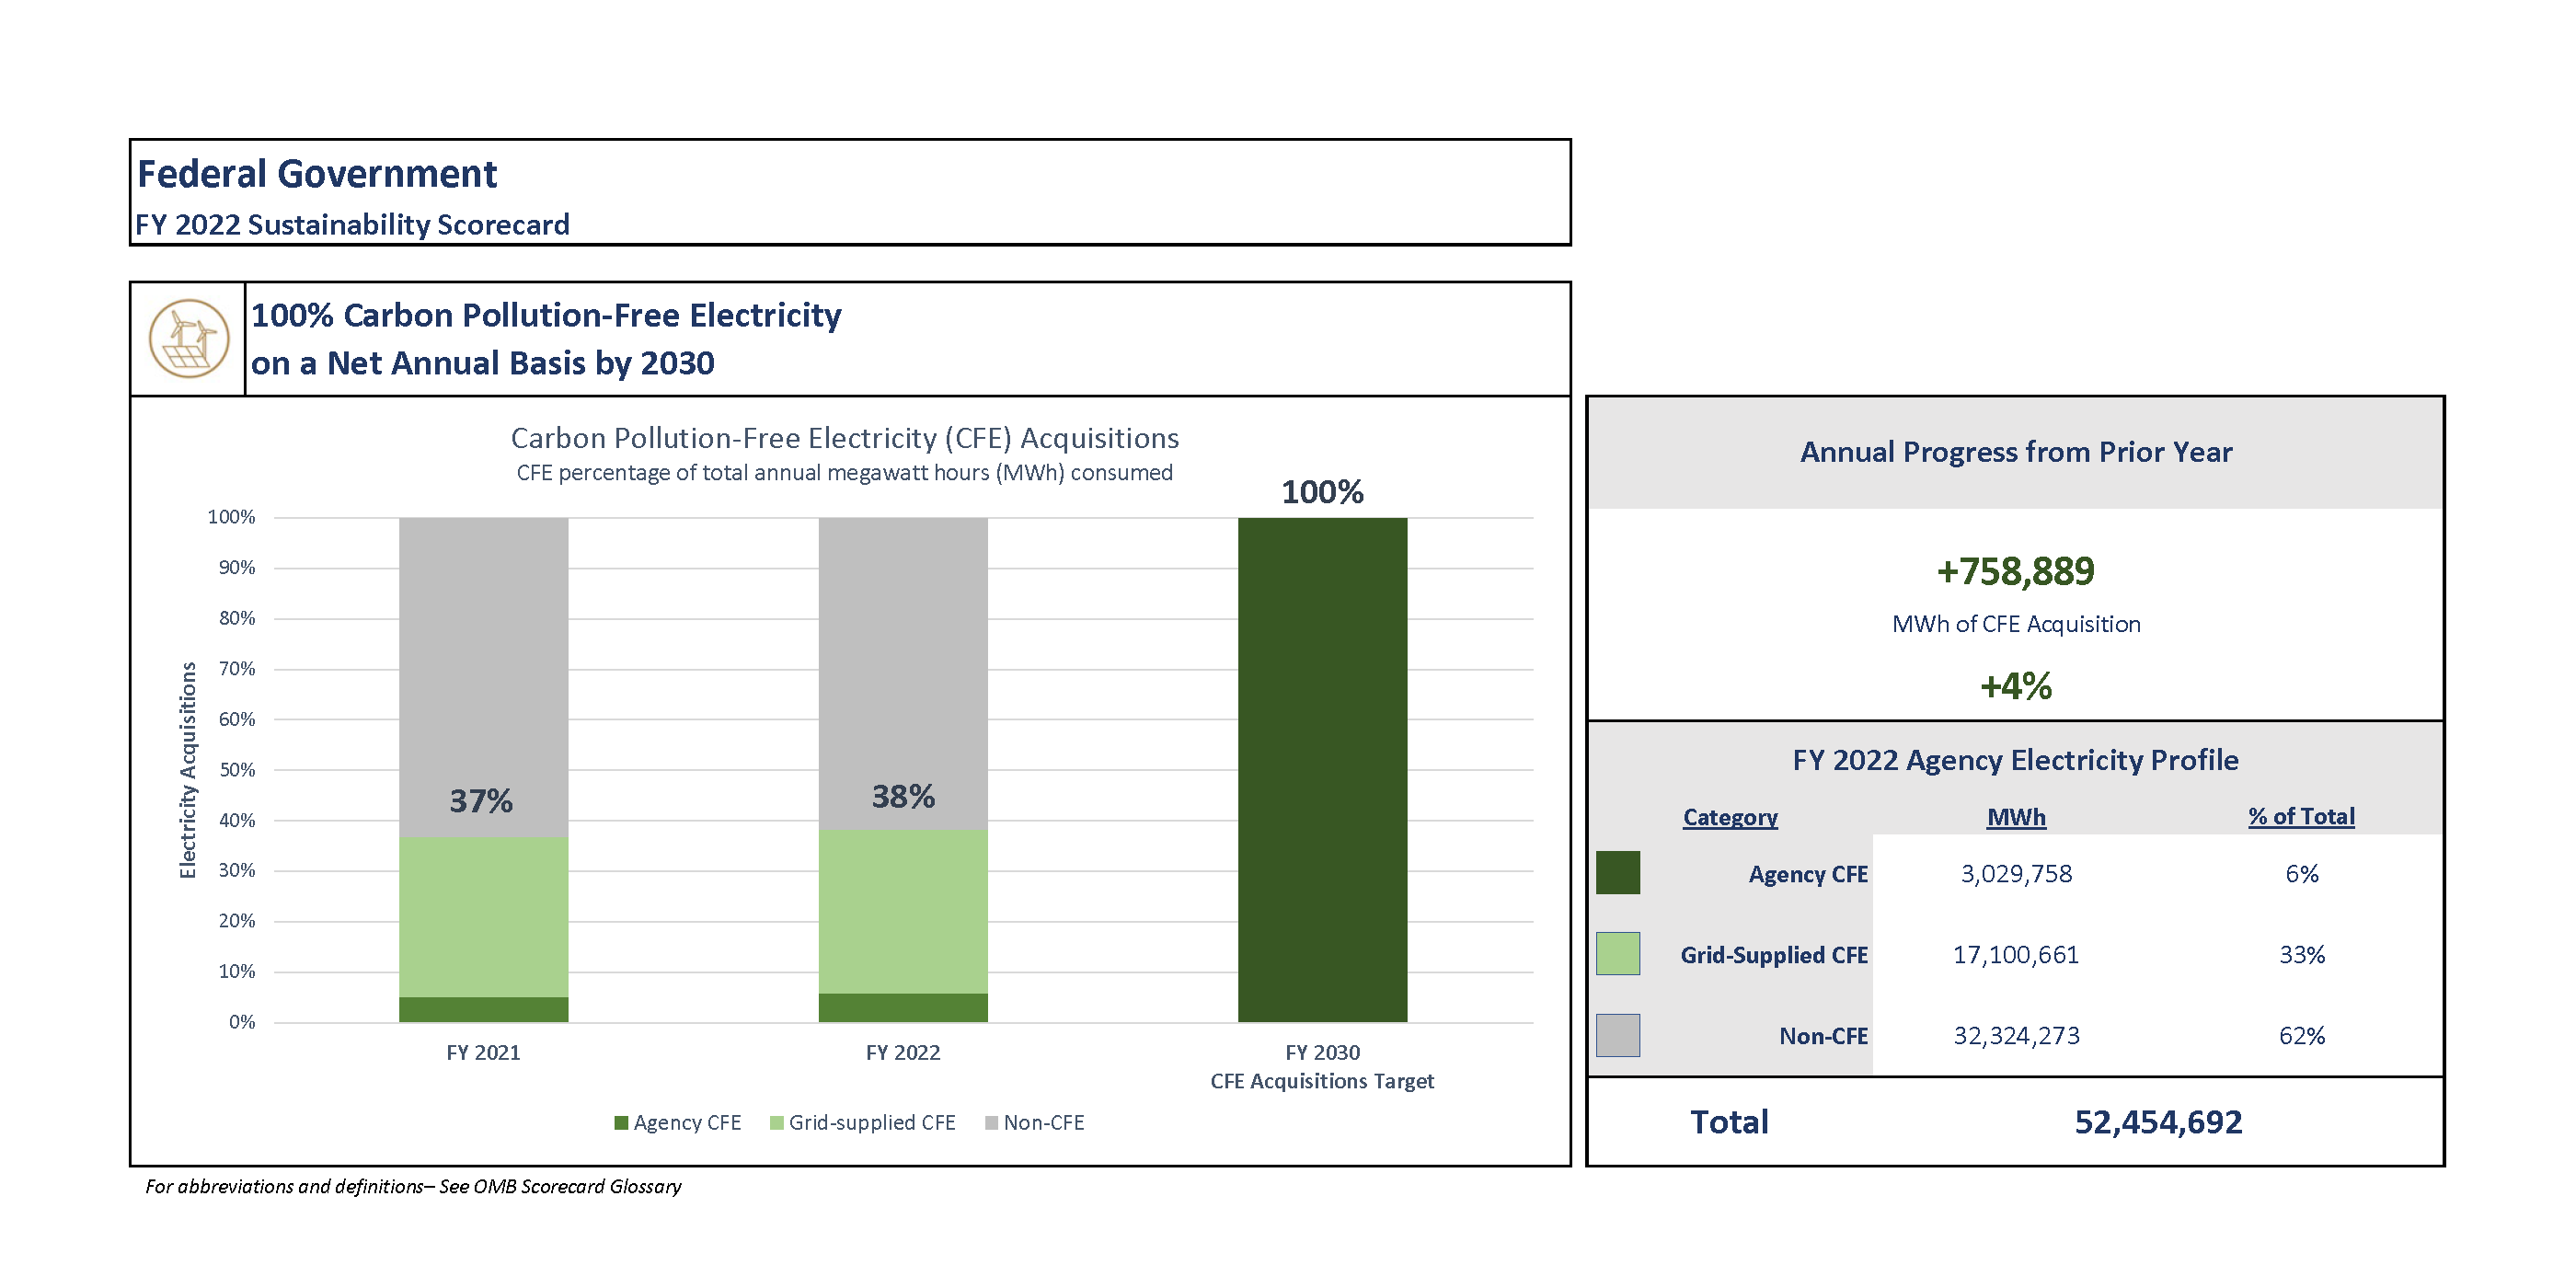 Federal Government
FY 2022 Sustainability Scorecard
100% Carbon Pollution-Free Electricity
on a Net Annual Basis by 2030
Carbon Pollution-Free Electricity (CFE) Acquisitions
CFE percentage of total annual megawatt hours (MWh) consumed
100%
Electricity Acquisitions
100%
90%
80%
70%
60%
50%
40%
30%
20%
10%
0%
37%
38%
FY 2021
FY 2022
FY 2030
CFE Acquisitions Target
Agency CFE
Grid-supplied CFE
Non-CFE
Annual Progress from Prior Year
+758,889
MWh of CFE Acquisition
+4%
FY 2022 Agency Electricity Profile
Category MWh % of Total
Agency CFE 3,029,758 6%
Grid-Supplied CFE 17,100,661 33%
Non-CFE 32,324,273 62%
Total 52,454,692
For abbreviations and definitions– See OMB Scorecard Glossary